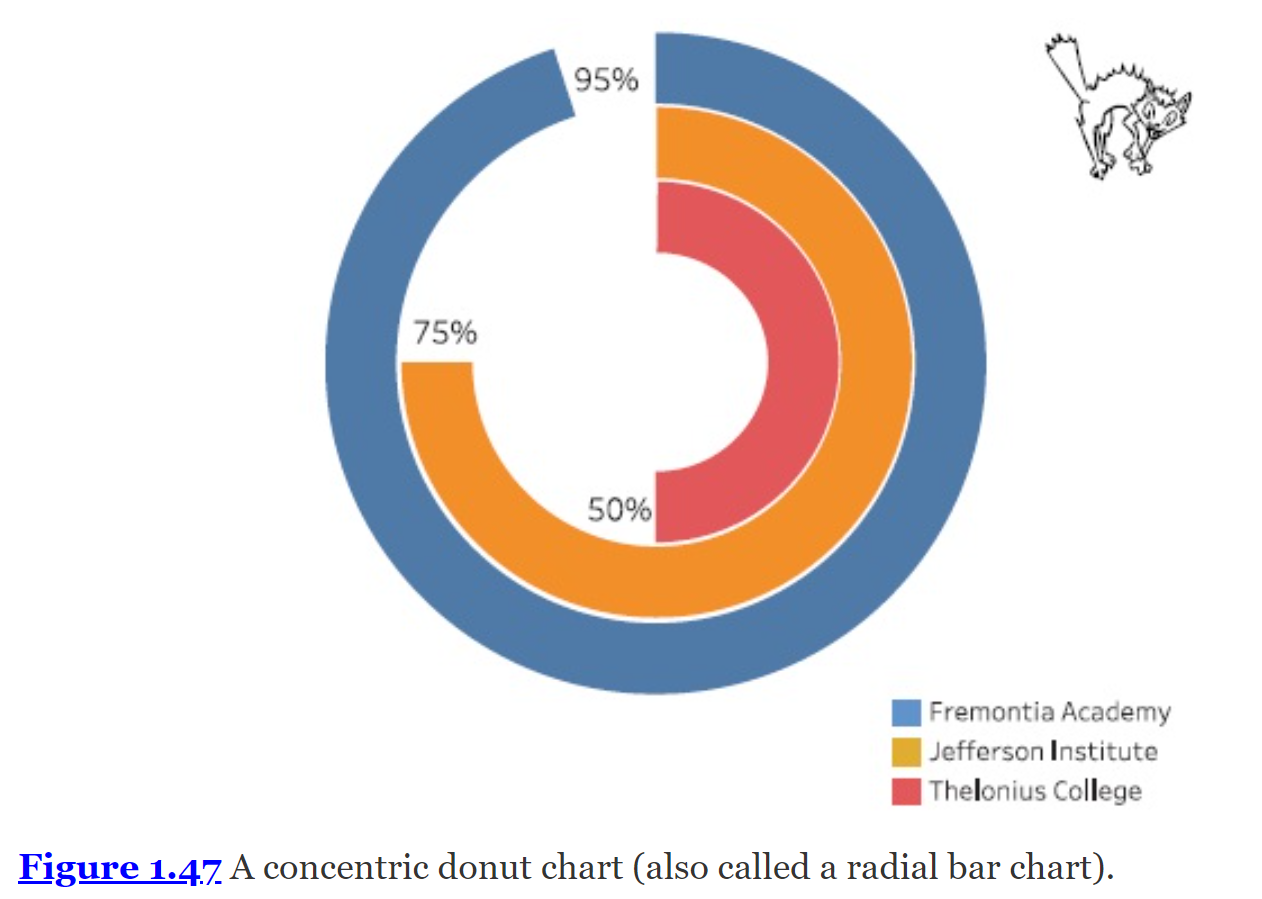 95%
75%
50%
Fremontia Academy
Jefferson Institute
Thelonius College
Figure 1.47 A concentric donut chart (also called a radial bar chart).